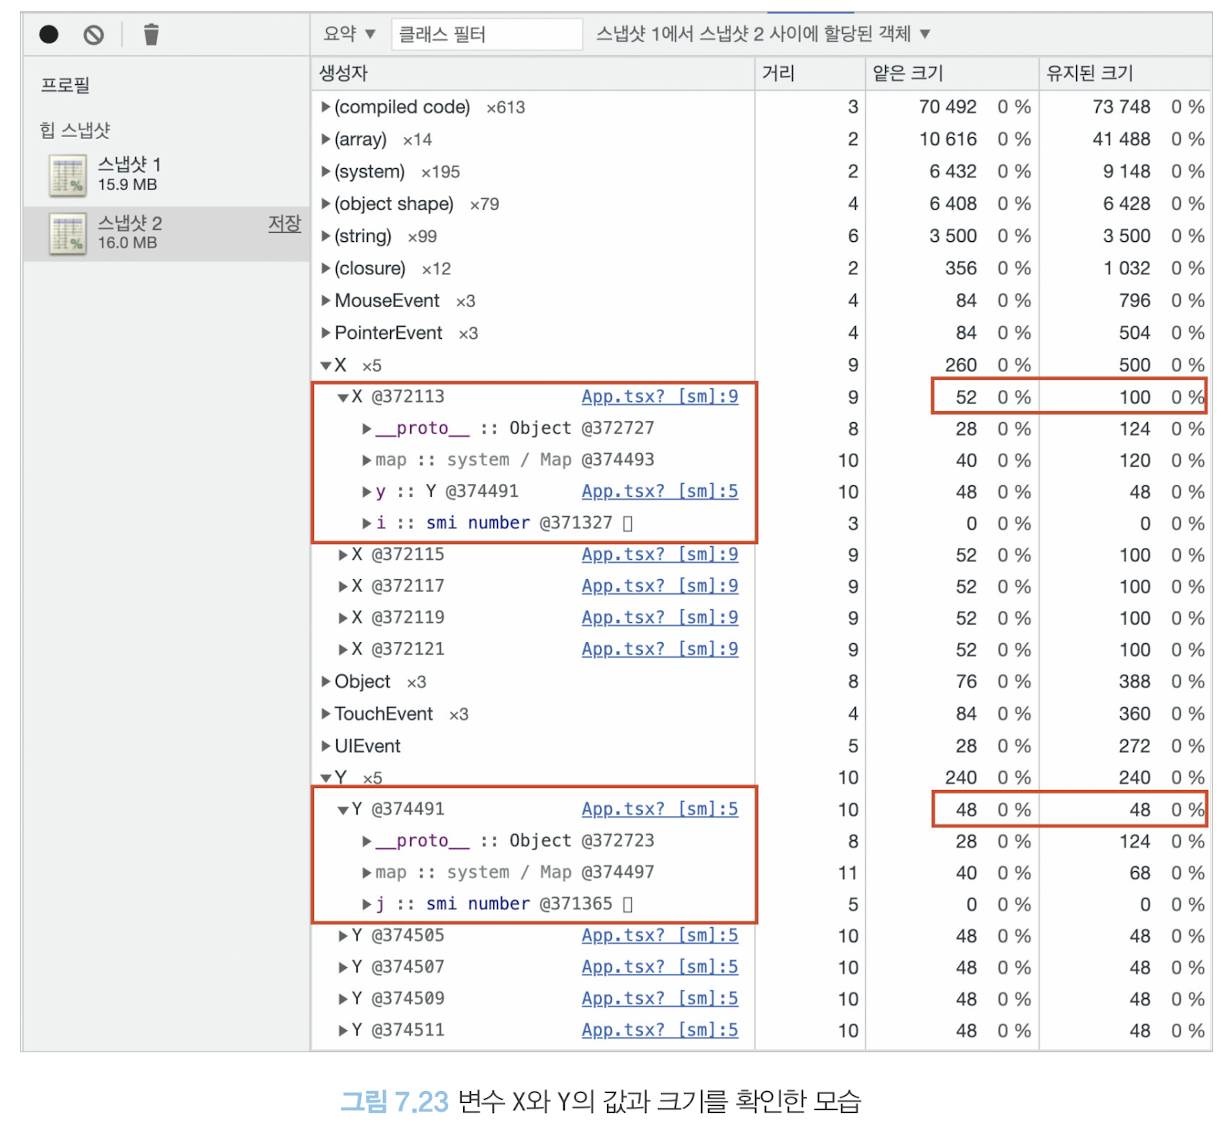 요약 ▼ 클래스 필터 스냅샷 1에서 스냅샷 2 사이에 할당된 객체 ▼
프로필
힙 스냅샷
스냅샷 1
15.9 MB
스냅샷 2 저장
16.0 MB
생성자 거리 얕은 크기 유지된 크기
▶(compiled code) ×613 3 70 492 0 % 73 748 0 %
▶(array) ×14 2 10 616 0 % 41 488 0 %
▶(system) ×195 2 6 432 0 % 9 148 0 %
▶(object shape) ×79 4 6 408 0 % 6 428 0 %
▶(string) ×99 6 3 500 0 % 3 500 0 %
▶(closure) ×12 2 356 0 % 1 032 0 %
▶MouseEvent ×3 4 84 0 % 796 0 %
▶PointerEvent ×3 4 84 0 % 504 0 %
▼X ×5 9 260 0 % 500 0 %
▼X @372113 App.tsx? [sm]:9 9 52 0 % 100 0 %
▶__proto__ :: Object @372727 8 28 0 % 124 0 %
▶map :: system / Map @374493 10 40 0 % 120 0 %
▶y :: Y @374491 App.tsx? [sm]:5 10 48 0 % 48 0 %
▶i :: smi number @371327 ▯ 3 0 0 % 0 0 %
▶X @372115 App.tsx? [sm]:9 9 52 0 % 100 0 %
▶X @372117 App.tsx? [sm]:9 9 52 0 % 100 0 %
▶X @372119 App.tsx? [sm]:9 9 52 0 % 100 0 %
▶X @372121 App.tsx? [sm]:9 9 52 0 % 100 0 %
▶Object ×3 8 76 0 % 388 0 %
▶TouchEvent ×3 4 84 0 % 360 0 %
▶UIEvent 5 28 0 % 272 0 %
▼Y ×5 10 240 0 % 240 0 %
▼Y @374491 App.tsx? [sm]:5 10 48 0 % 48 0 %
▶__proto__ :: Object @372723 8 28 0 % 124 0 %
▶map :: system / Map @374497 11 40 0 % 68 0 %
▶j :: smi number @371365 ▯ 5 0 0 % 0 0 %
▶Y @374505 App.tsx? [sm]:5 10 48 0 % 48 0 %
▶Y @374507 App.tsx? [sm]:5 10 48 0 % 48 0 %
▶Y @374509 App.tsx? [sm]:5 10 48 0 % 48 0 %
▶Y @374511 App.tsx? [sm]:5 10 48 0 % 48 0 %
그림 7.23 변수 X와 Y의 값과 크기를 확인한 모습